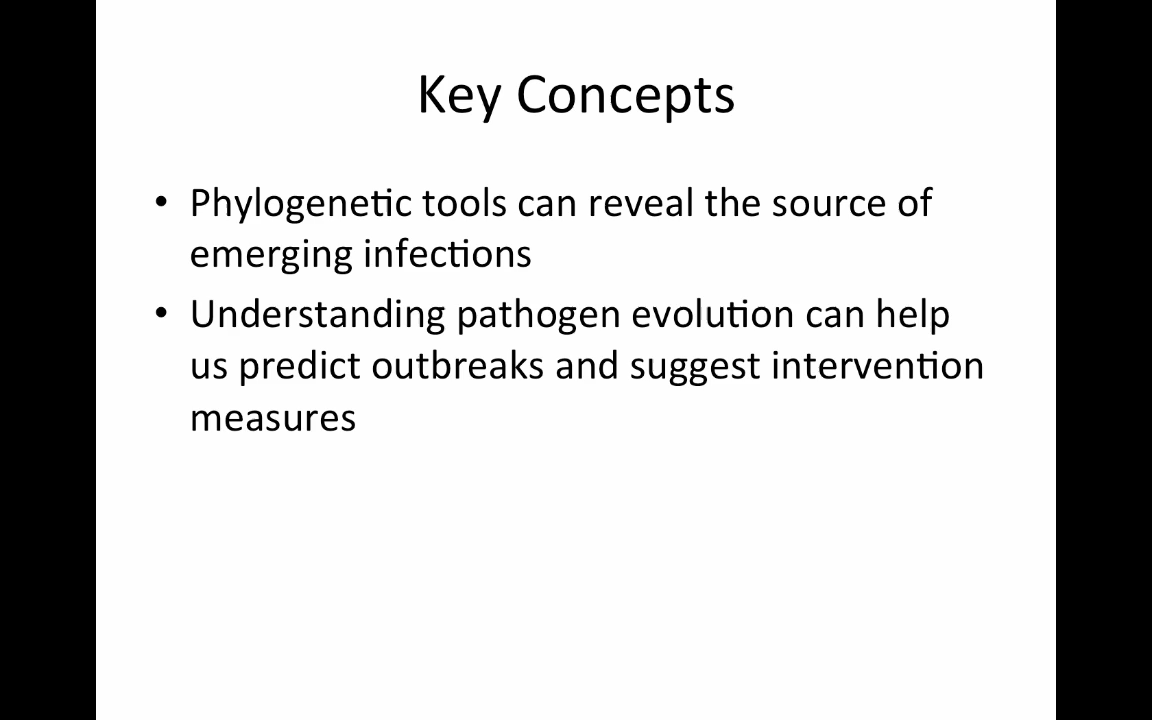 Key Concepts
• Phylogenetic tools can reveal the source of
emerging infections
• Understanding pathogen evolution can help
us predict outbreaks and suggest intervention
measures